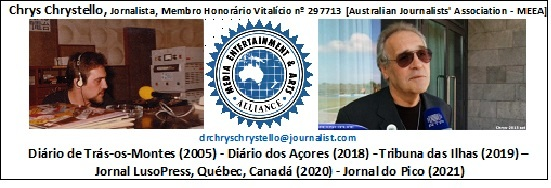 Chrys Chrystello, Jornalista, Membro Honorário Vitalício nº 297713 [Australian Journalists' Association - MEEA]
MEDIA ENTERTAINMENT & ARTS
ALLIANCE
drchryschrystello@journalist.com
Diário de Trás-os-Montes (2005) - Diário dos Açores (2018) -Tribuna das Ilhas (2019) –
Jornal LusoPress, Québec, Canadá (2020) - Jornal do Pico (2021)